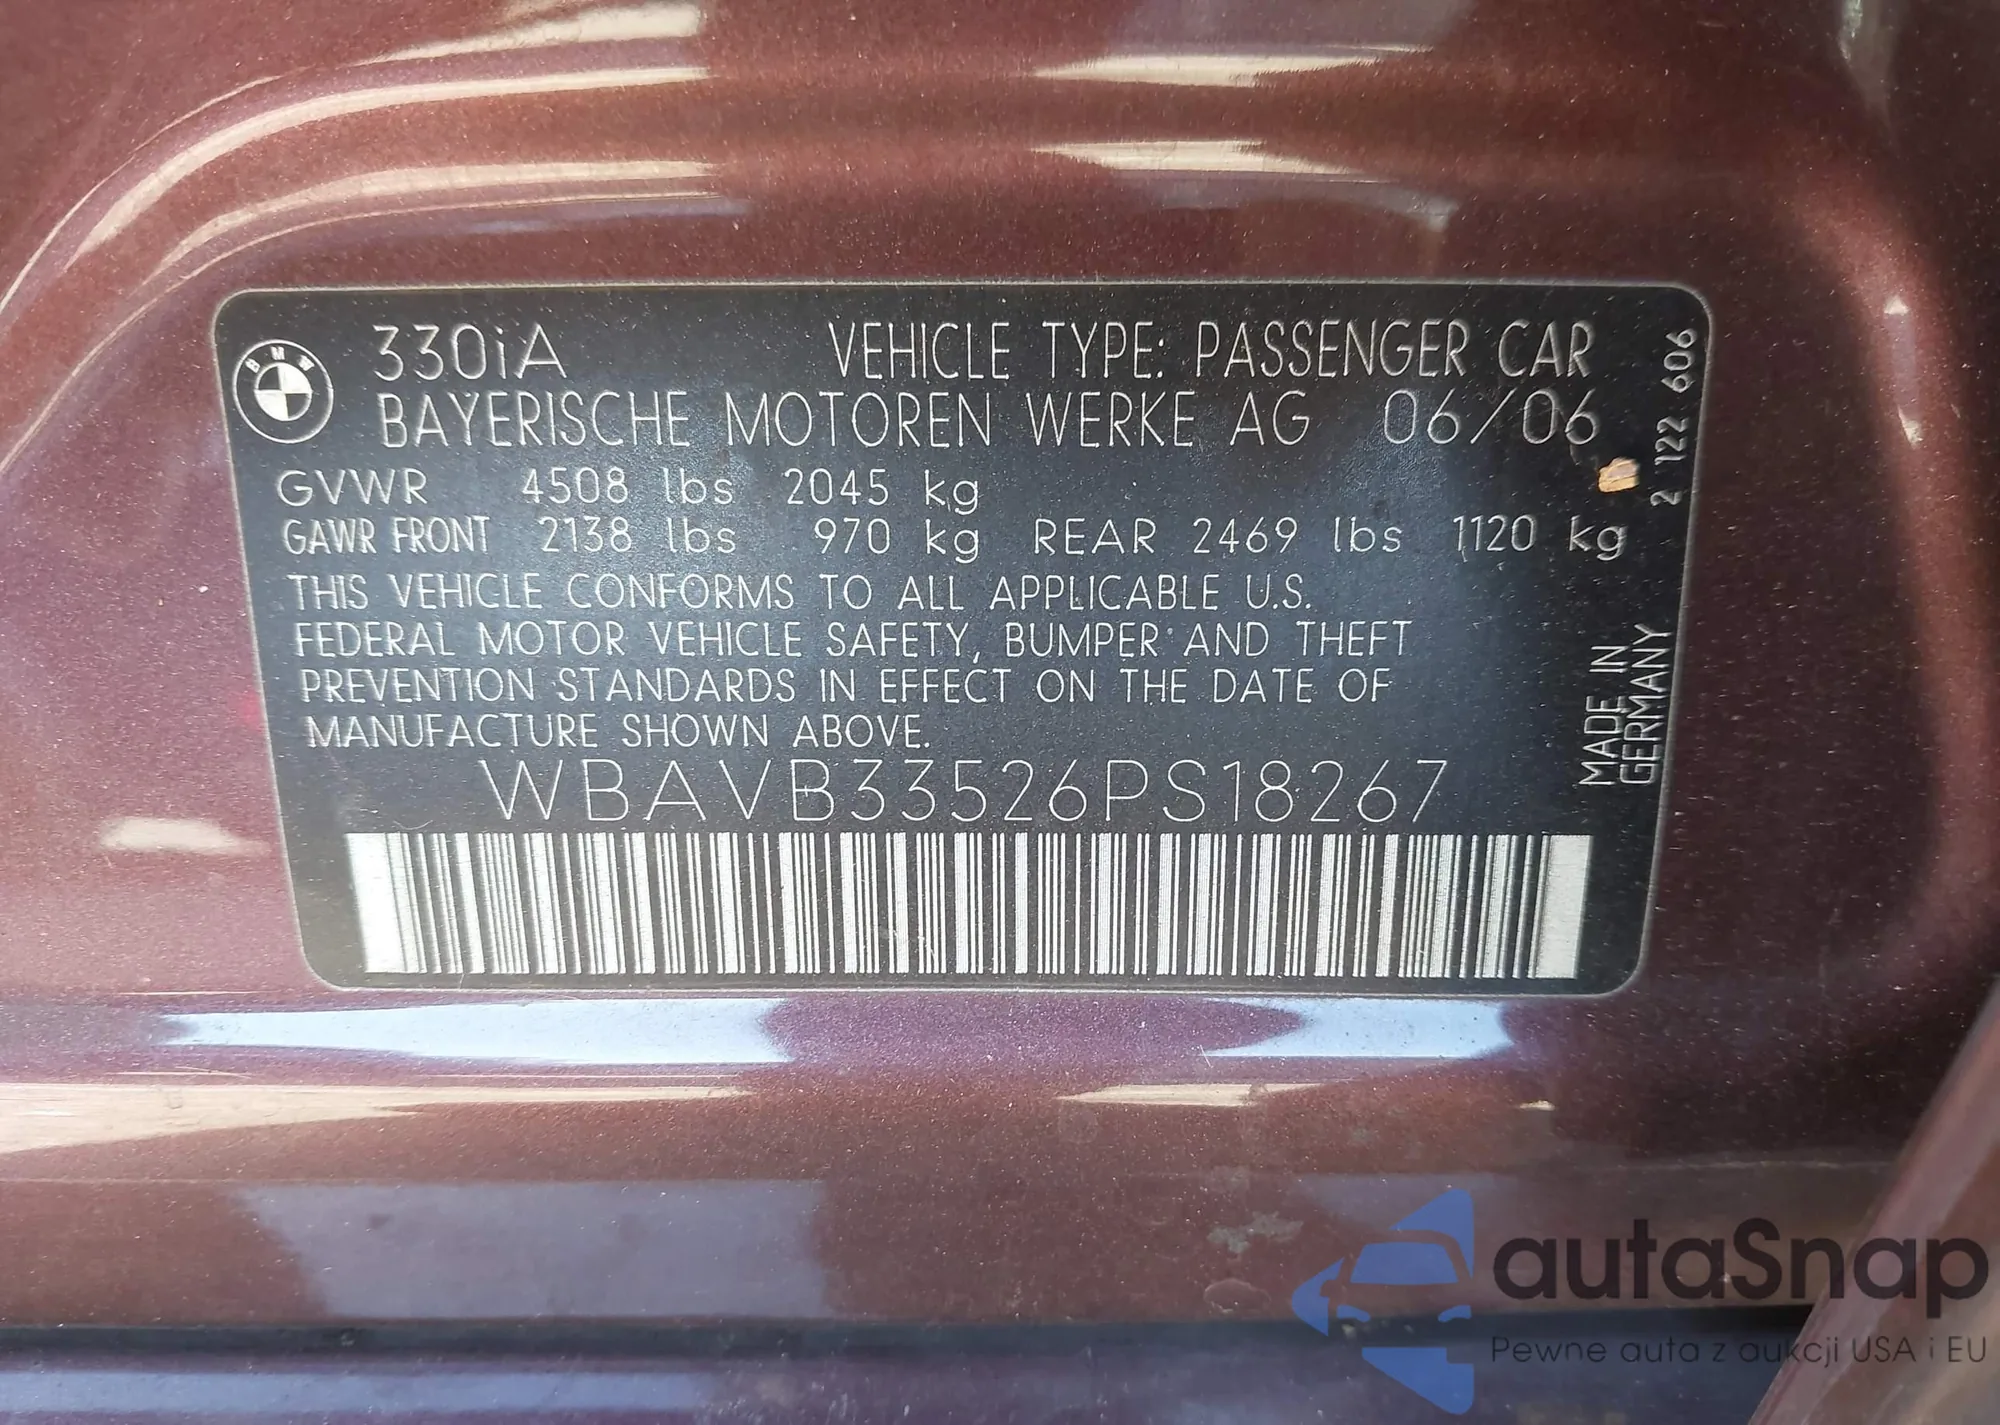 BMW
330iA VEHICLE TYPE: PASSENGER CAR
BAYERISCHE MOTOREN WERKE AG 06/06
GVWR 4508 lbs 2045 kg
GAWR FRONT 2138 lbs 970 kg REAR 2469 lbs 1120 kg
THIS VEHICLE CONFORMS TO ALL APPLICABLE U.S.
FEDERAL MOTOR VEHICLE SAFETY, BUMPER AND THEFT
PREVENTION STANDARDS IN EFFECT ON THE DATE OF
MANUFACTURE SHOWN ABOVE.
WBAVB33526PS18267
2 122 606
MADE IN
GERMANY
autaSnap
Pewne auta z aukcji USA i EU